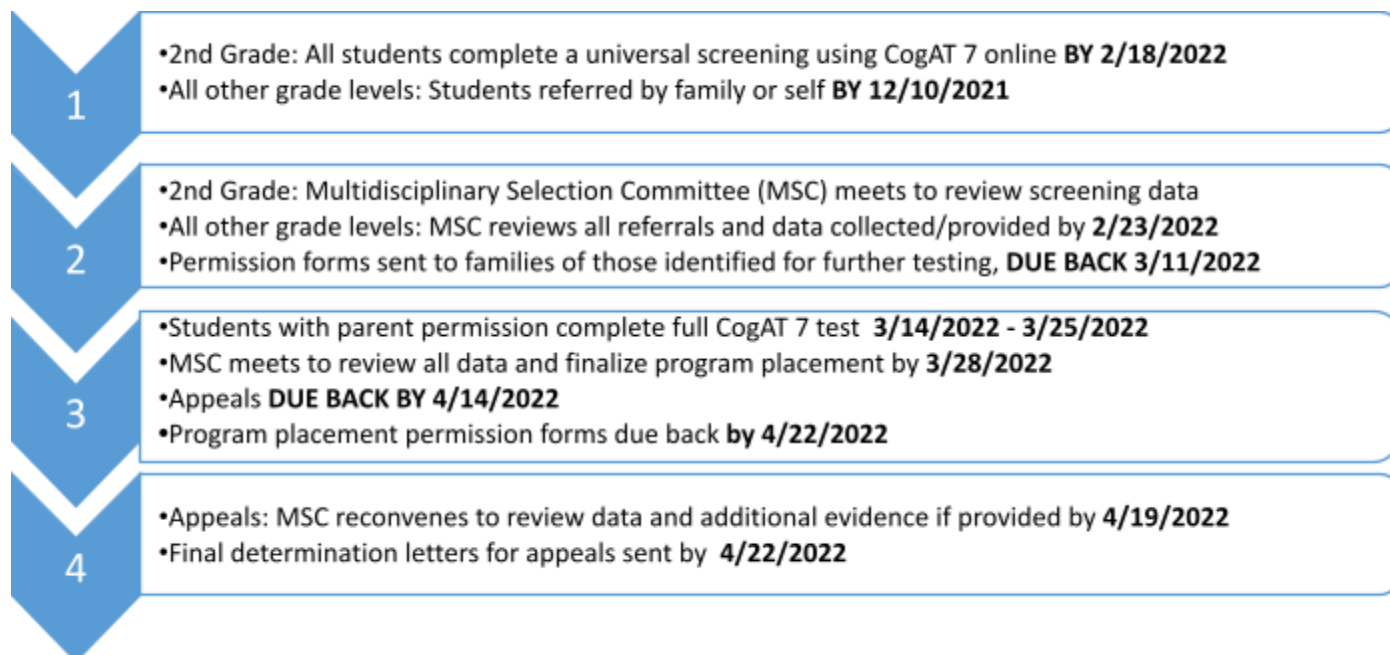 1
•2nd Grade: All students complete a universal screening using CogAT 7 online BY 2/18/2022
•All other grade levels: Students referred by family or self BY 12/10/2021
2
•2nd Grade: Multidisciplinary Selection Committee (MSC) meets to review screening data
•All other grade levels: MSC reviews all referrals and data collected/provided by 2/23/2022
•Permission forms sent to families of those identified for further testing, DUE BACK 3/11/2022
3
•Students with parent permission complete full CogAT 7 test 3/14/2022 - 3/25/2022
•MSC meets to review all data and finalize program placement by 3/28/2022
•Appeals DUE BACK BY 4/14/2022
•Program placement permission forms due back by 4/22/2022
4
•Appeals: MSC reconvenes to review data and additional evidence if provided by 4/19/2022
•Final determination letters for appeals sent by 4/22/2022